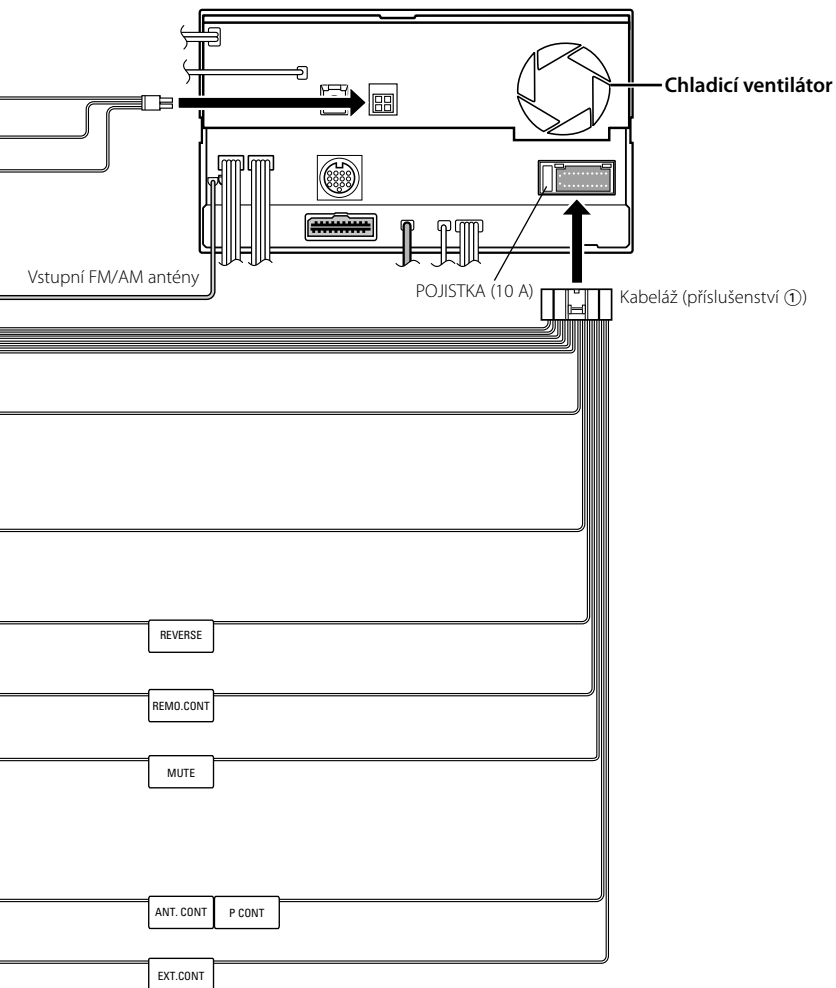 Chladicí ventilátor
Vstupní FM/AM antény
POJISTKA (10 A)
Kabeláž (příslušenství ①)
REVERSE
REMO.CONT
MUTE
ANT. CONT
P CONT
EXT.CONT